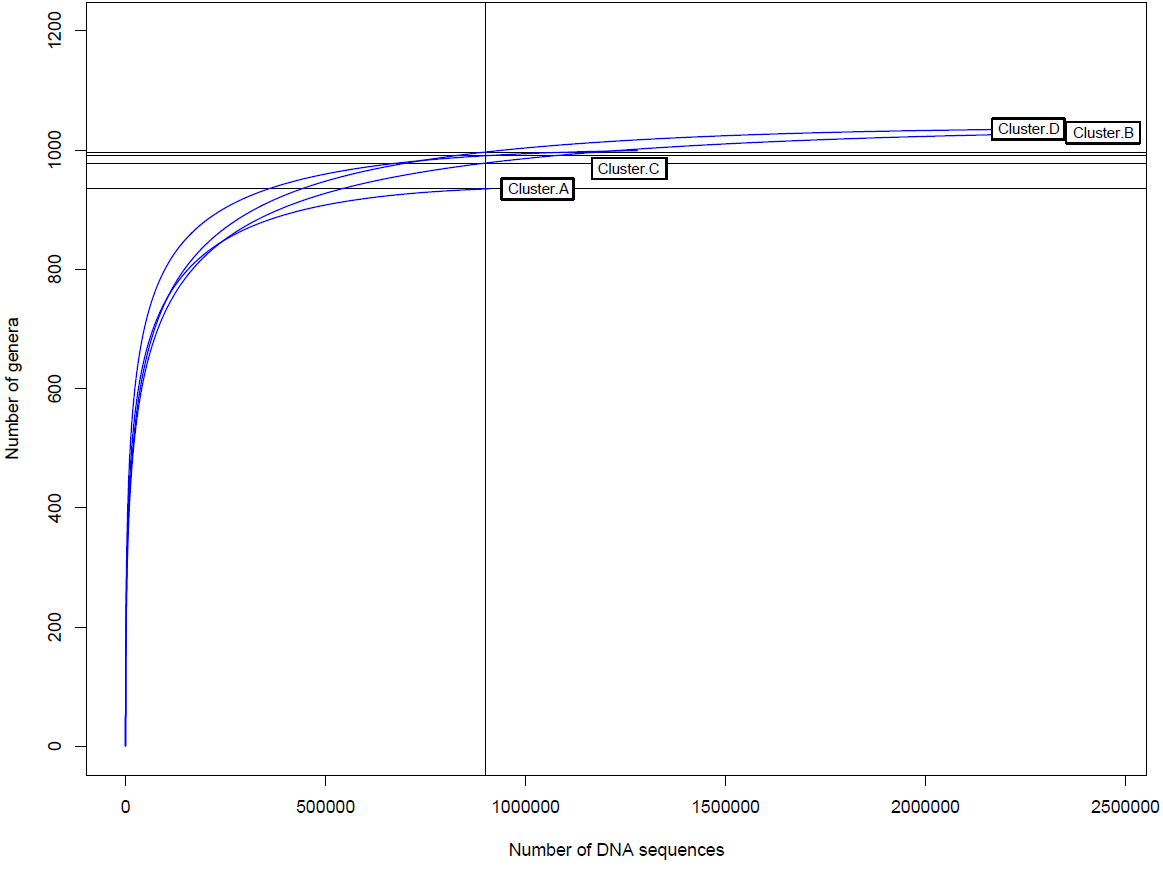 1200
1000
800
600
400
200
0
Number of genera
Cluster.D
Cluster.B
Cluster.C
Cluster.A
0 500000 1000000 1500000 2000000 2500000
Number of DNA sequences